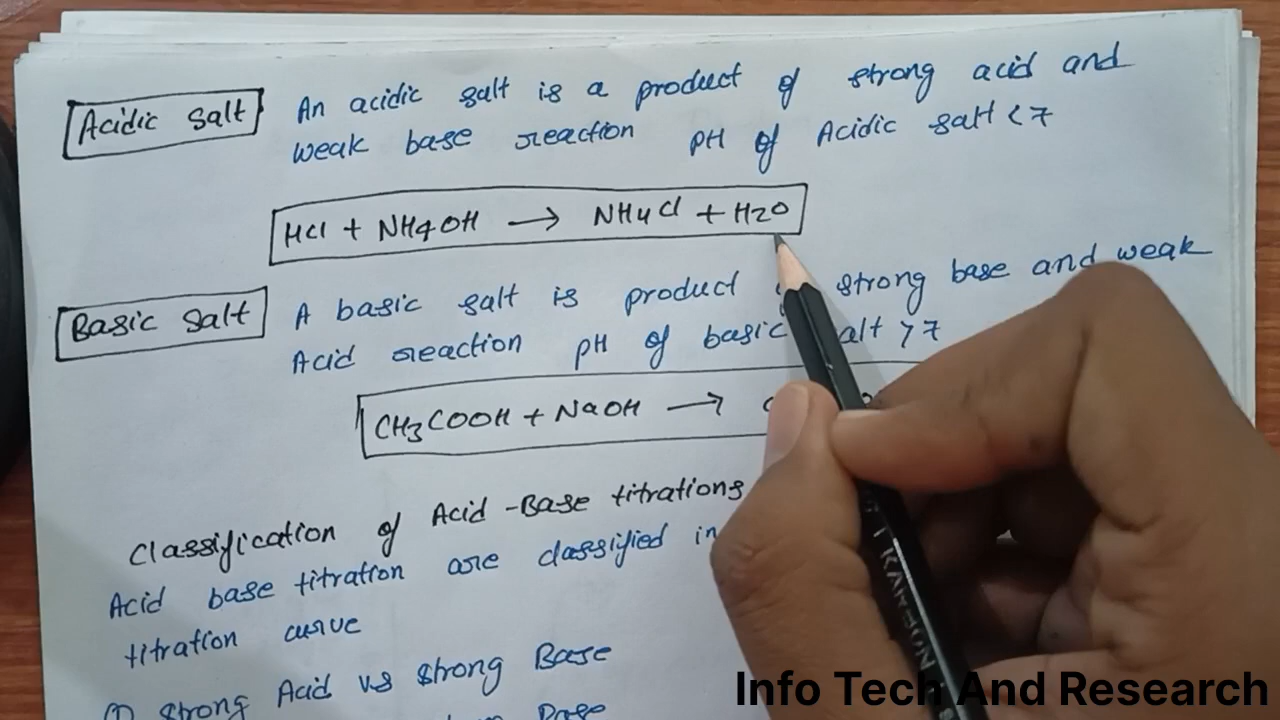 Acidic Salt
An acidic salt is a product of strong acid and
weak base reaction pH of Acidic salt < 7
HCl + NH4OH → NH4Cl + H2O
Basic Salt
A basic salt is product strong base and weak
Acid reaction pH of basic alt > 7
CH3COOH + NaOH →
Classification of Acid-Base titrations
Acid base titration are classified in
titration curve
① Strong Acid vs strong Base
Base
KARBON
Info Tech And Research